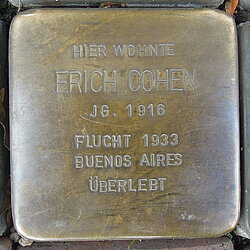 HIER WOHNTE
ERICH COHEN
JG. 1916
FLUCHT 1933
BUENOS AIRES
ÜBERLEBT